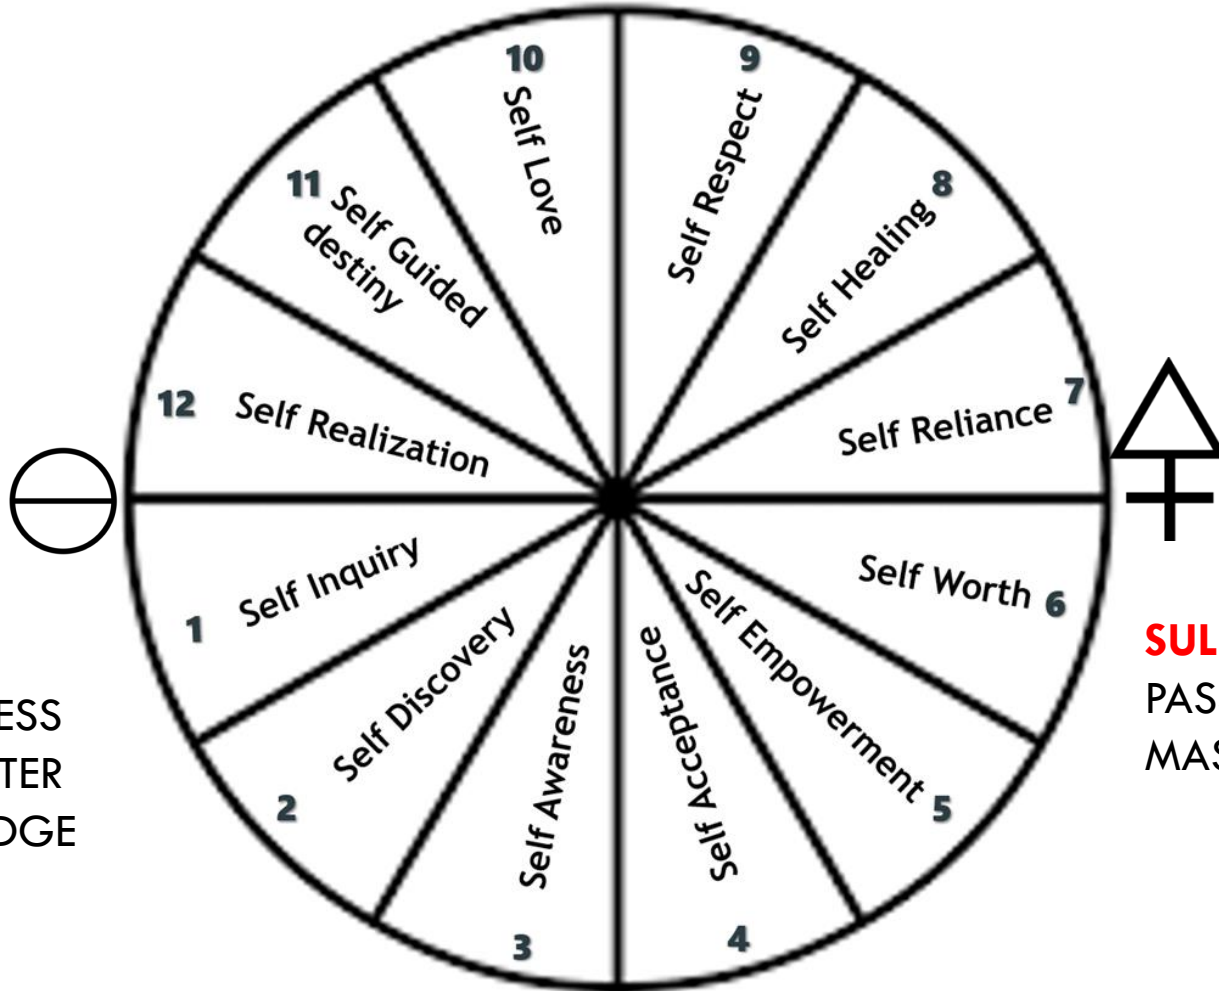 10
Self Love
9
Self Respect
11
Self Guided
destiny
8
Self Healing
12
Self Realization
7
Self Reliance
1
Self Inquiry
Self Worth
6
2
Self Discovery
3
Self Awareness
4
Self Acceptance
Self Empowerment
5
ESS
TER
DGE
SUL
PAS
MAS